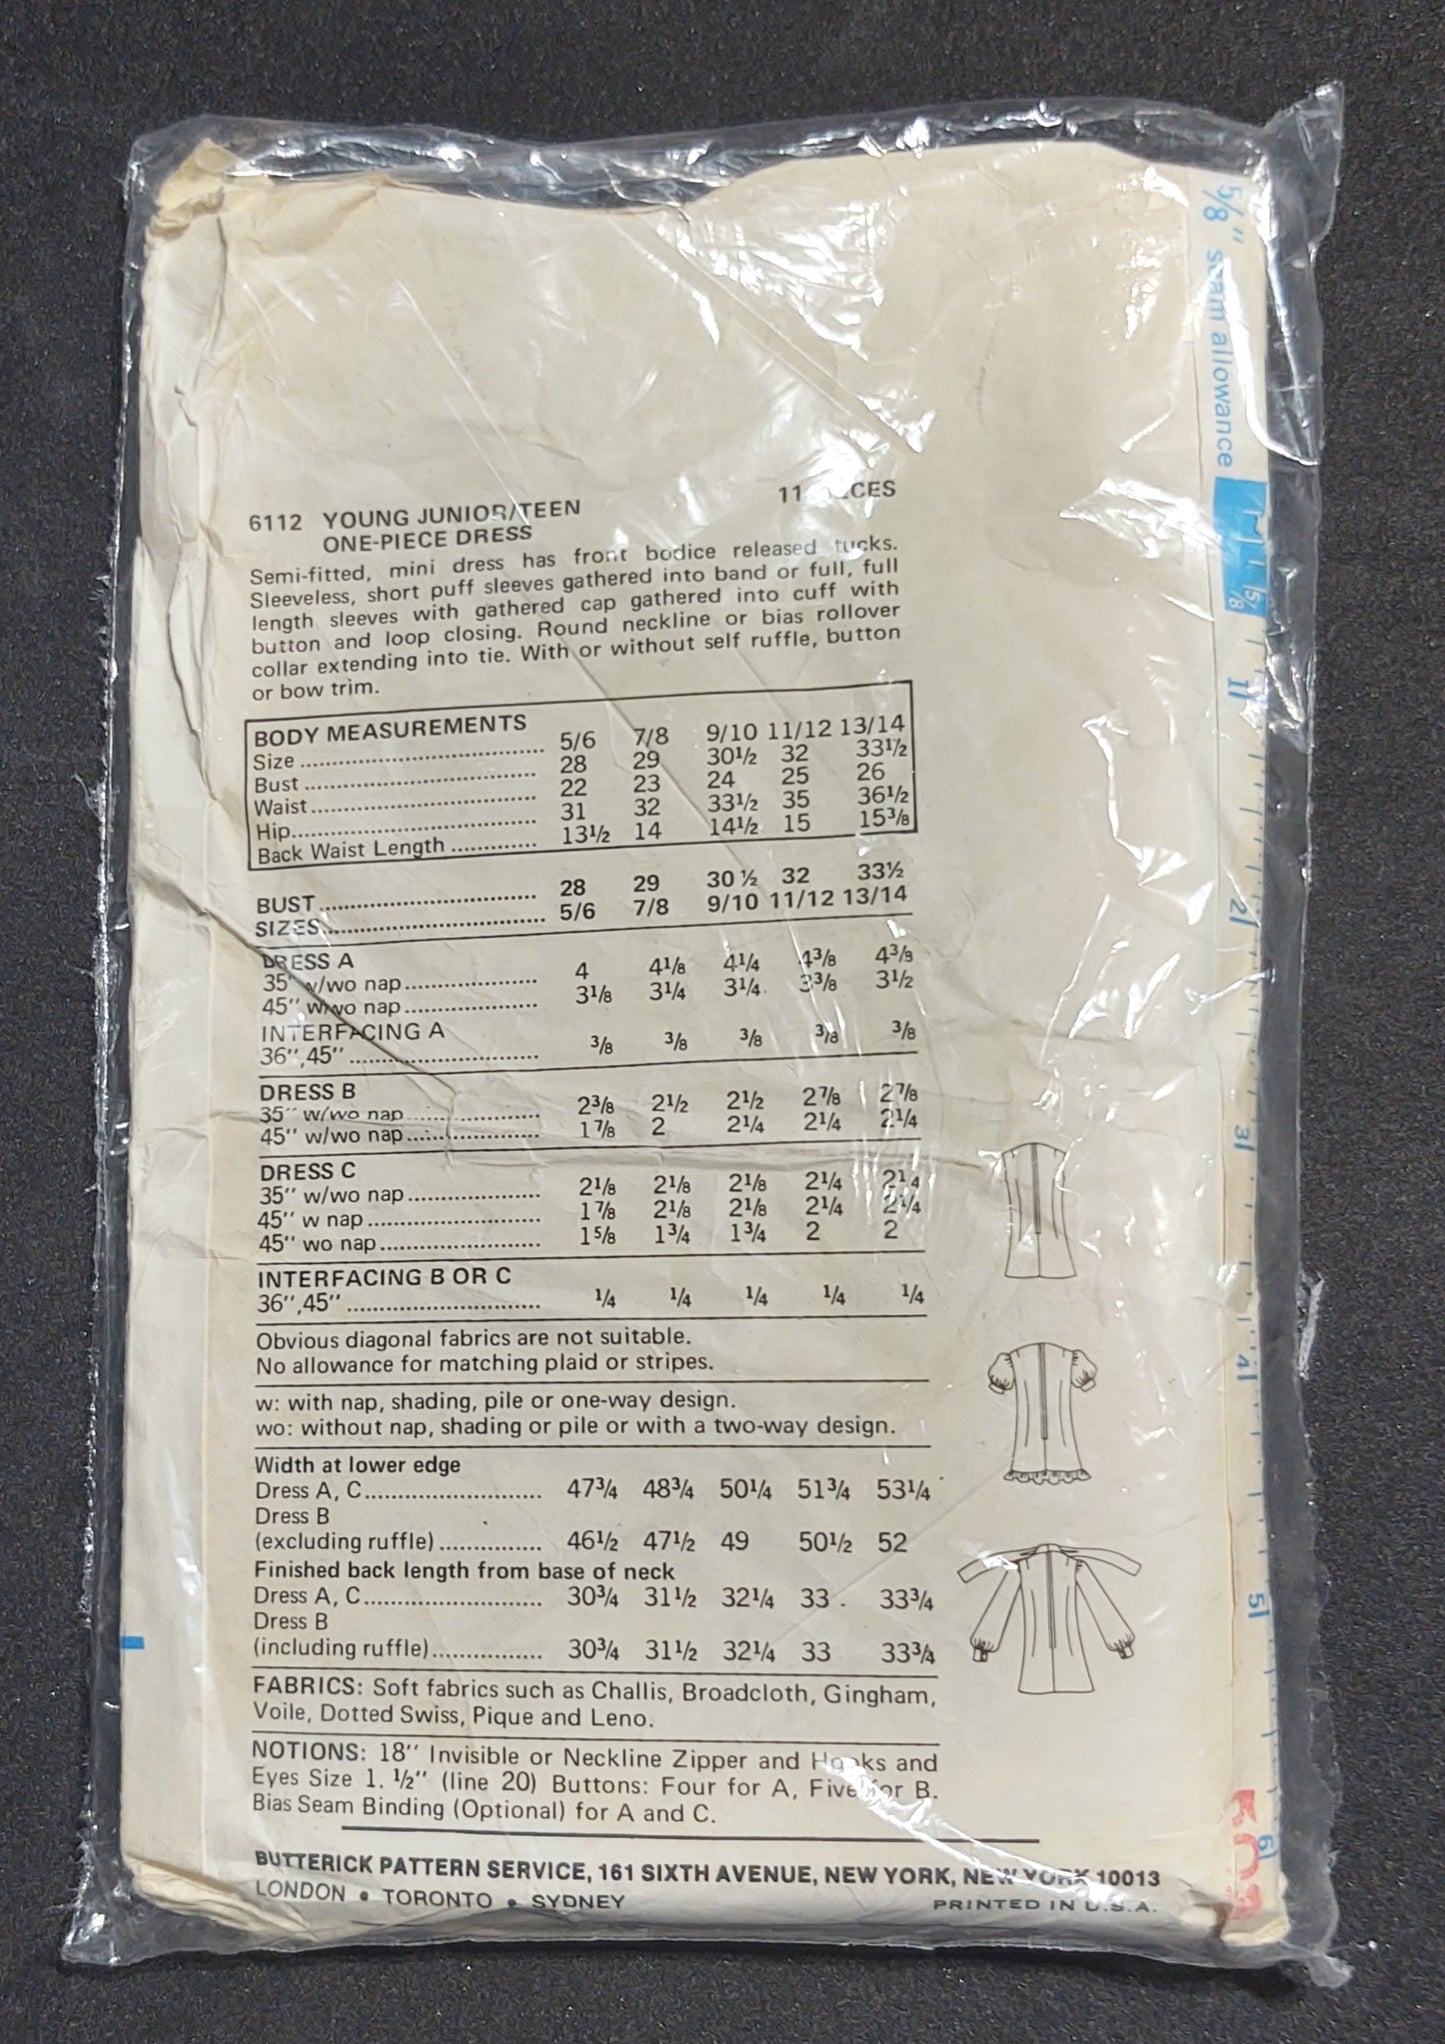 5/8" seam allowance
5/8
1
2
3
4
5
6
11
6112 YOUNG JUNIOR/TEEN
ONE-PIECE DRESS
Semi-fitted, mini dress has front bodice released tucks.
Sleeveless, short puff sleeves gathered into band or full, full
length sleeves with gathered cap gathered into cuff with
button and loop closing. Round neckline or bias rollover
collar extending into tie. With or without self ruffle, button
or bow trim.
BODY MEASUREMENTS
Size ........ 5/6 7/8 9/10 11/12 13/14
Bust ........ 28 29 30½ 32 33½
Waist ........ 22 23 24 25 26
Hip ........ 31 32 33½ 35 36½
Back Waist Length ........ 13½ 14 14½ 15 15⅜
BUST ........ 28 29 30½ 32 33½
SIZES ........ 5/6 7/8 9/10 11/12 13/14
DRESS A
35" w/wo nap ........ 4 4⅛ 4¼ 4⅜ 4⅜
45" w/wo nap ........ 3⅛ 3¼ 3¼ 3⅜ 3½
INTERFACING A
36", 45" ........ ⅜ ⅜ ⅜ ⅜ ⅜
DRESS B
35" w/wo nap ........ 2⅜ 2½ 2½ 2⅞ 2⅞
45" w/wo nap ........ 1⅞ 2 2¼ 2¼ 2¼
DRESS C
35" w/wo nap ........ 2⅛ 2⅛ 2⅛ 2¼ 2¼
45" w nap ........ 1⅞ 2⅛ 2⅛ 2¼ 2¼
45" wo nap ........ 1⅝ 1¾ 1¾ 2 2
INTERFACING B OR C
36", 45" ........ ¼ ¼ ¼ ¼ ¼
Obvious diagonal fabrics are not suitable.
No allowance for matching plaid or stripes.
w: with nap, shading, pile or one-way design.
wo: without nap, shading or pile or with a two-way design.
Width at lower edge
Dress A, C ........ 47¾ 48¾ 50¼ 51¾ 53¼
Dress B
(excluding ruffle) ........ 46½ 47½ 49 50½ 52
Finished back length from base of neck
Dress A, C ........ 30¾ 31½ 32¼ 33 33¾
Dress B
(including ruffle) ........ 30¾ 31½ 32¼ 33 33¾
FABRICS: Soft fabrics such as Challis, Broadcloth, Gingham,
Voile, Dotted Swiss, Pique and Leno.
NOTIONS: 18" Invisible or Neckline Zipper and Hooks and
Eyes Size 1. ½" (line 20) Buttons: Four for A, Five for B.
Bias Seam Binding (Optional) for A and C.
BUTTERICK PATTERN SERVICE, 161 SIXTH AVENUE, NEW YORK, NEW YORK 10013
LONDON • TORONTO • SYDNEY
PRINTED IN U.S.A.